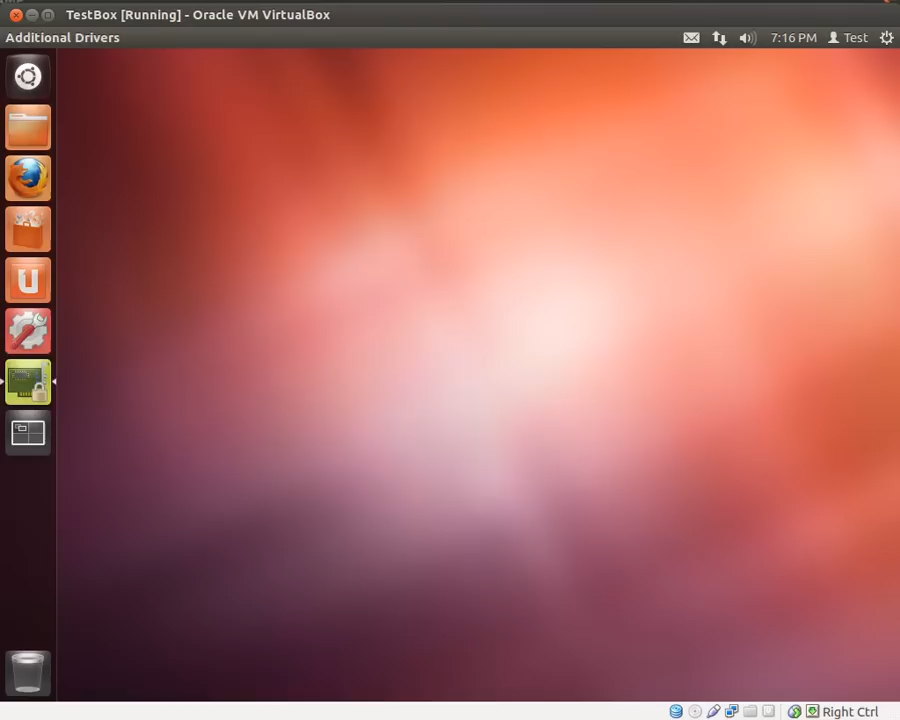 TestBox [Running] - Oracle VM VirtualBox
Additional Drivers
7:16 PM
Test
U
Right Ctrl